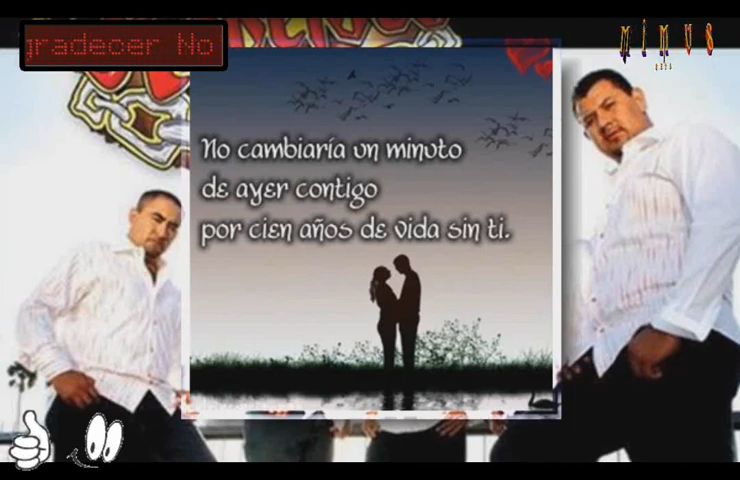 gradecer No
MIMUS
No cambiaría un minuto
de ayer contigo
por cien años de vida sin ti.